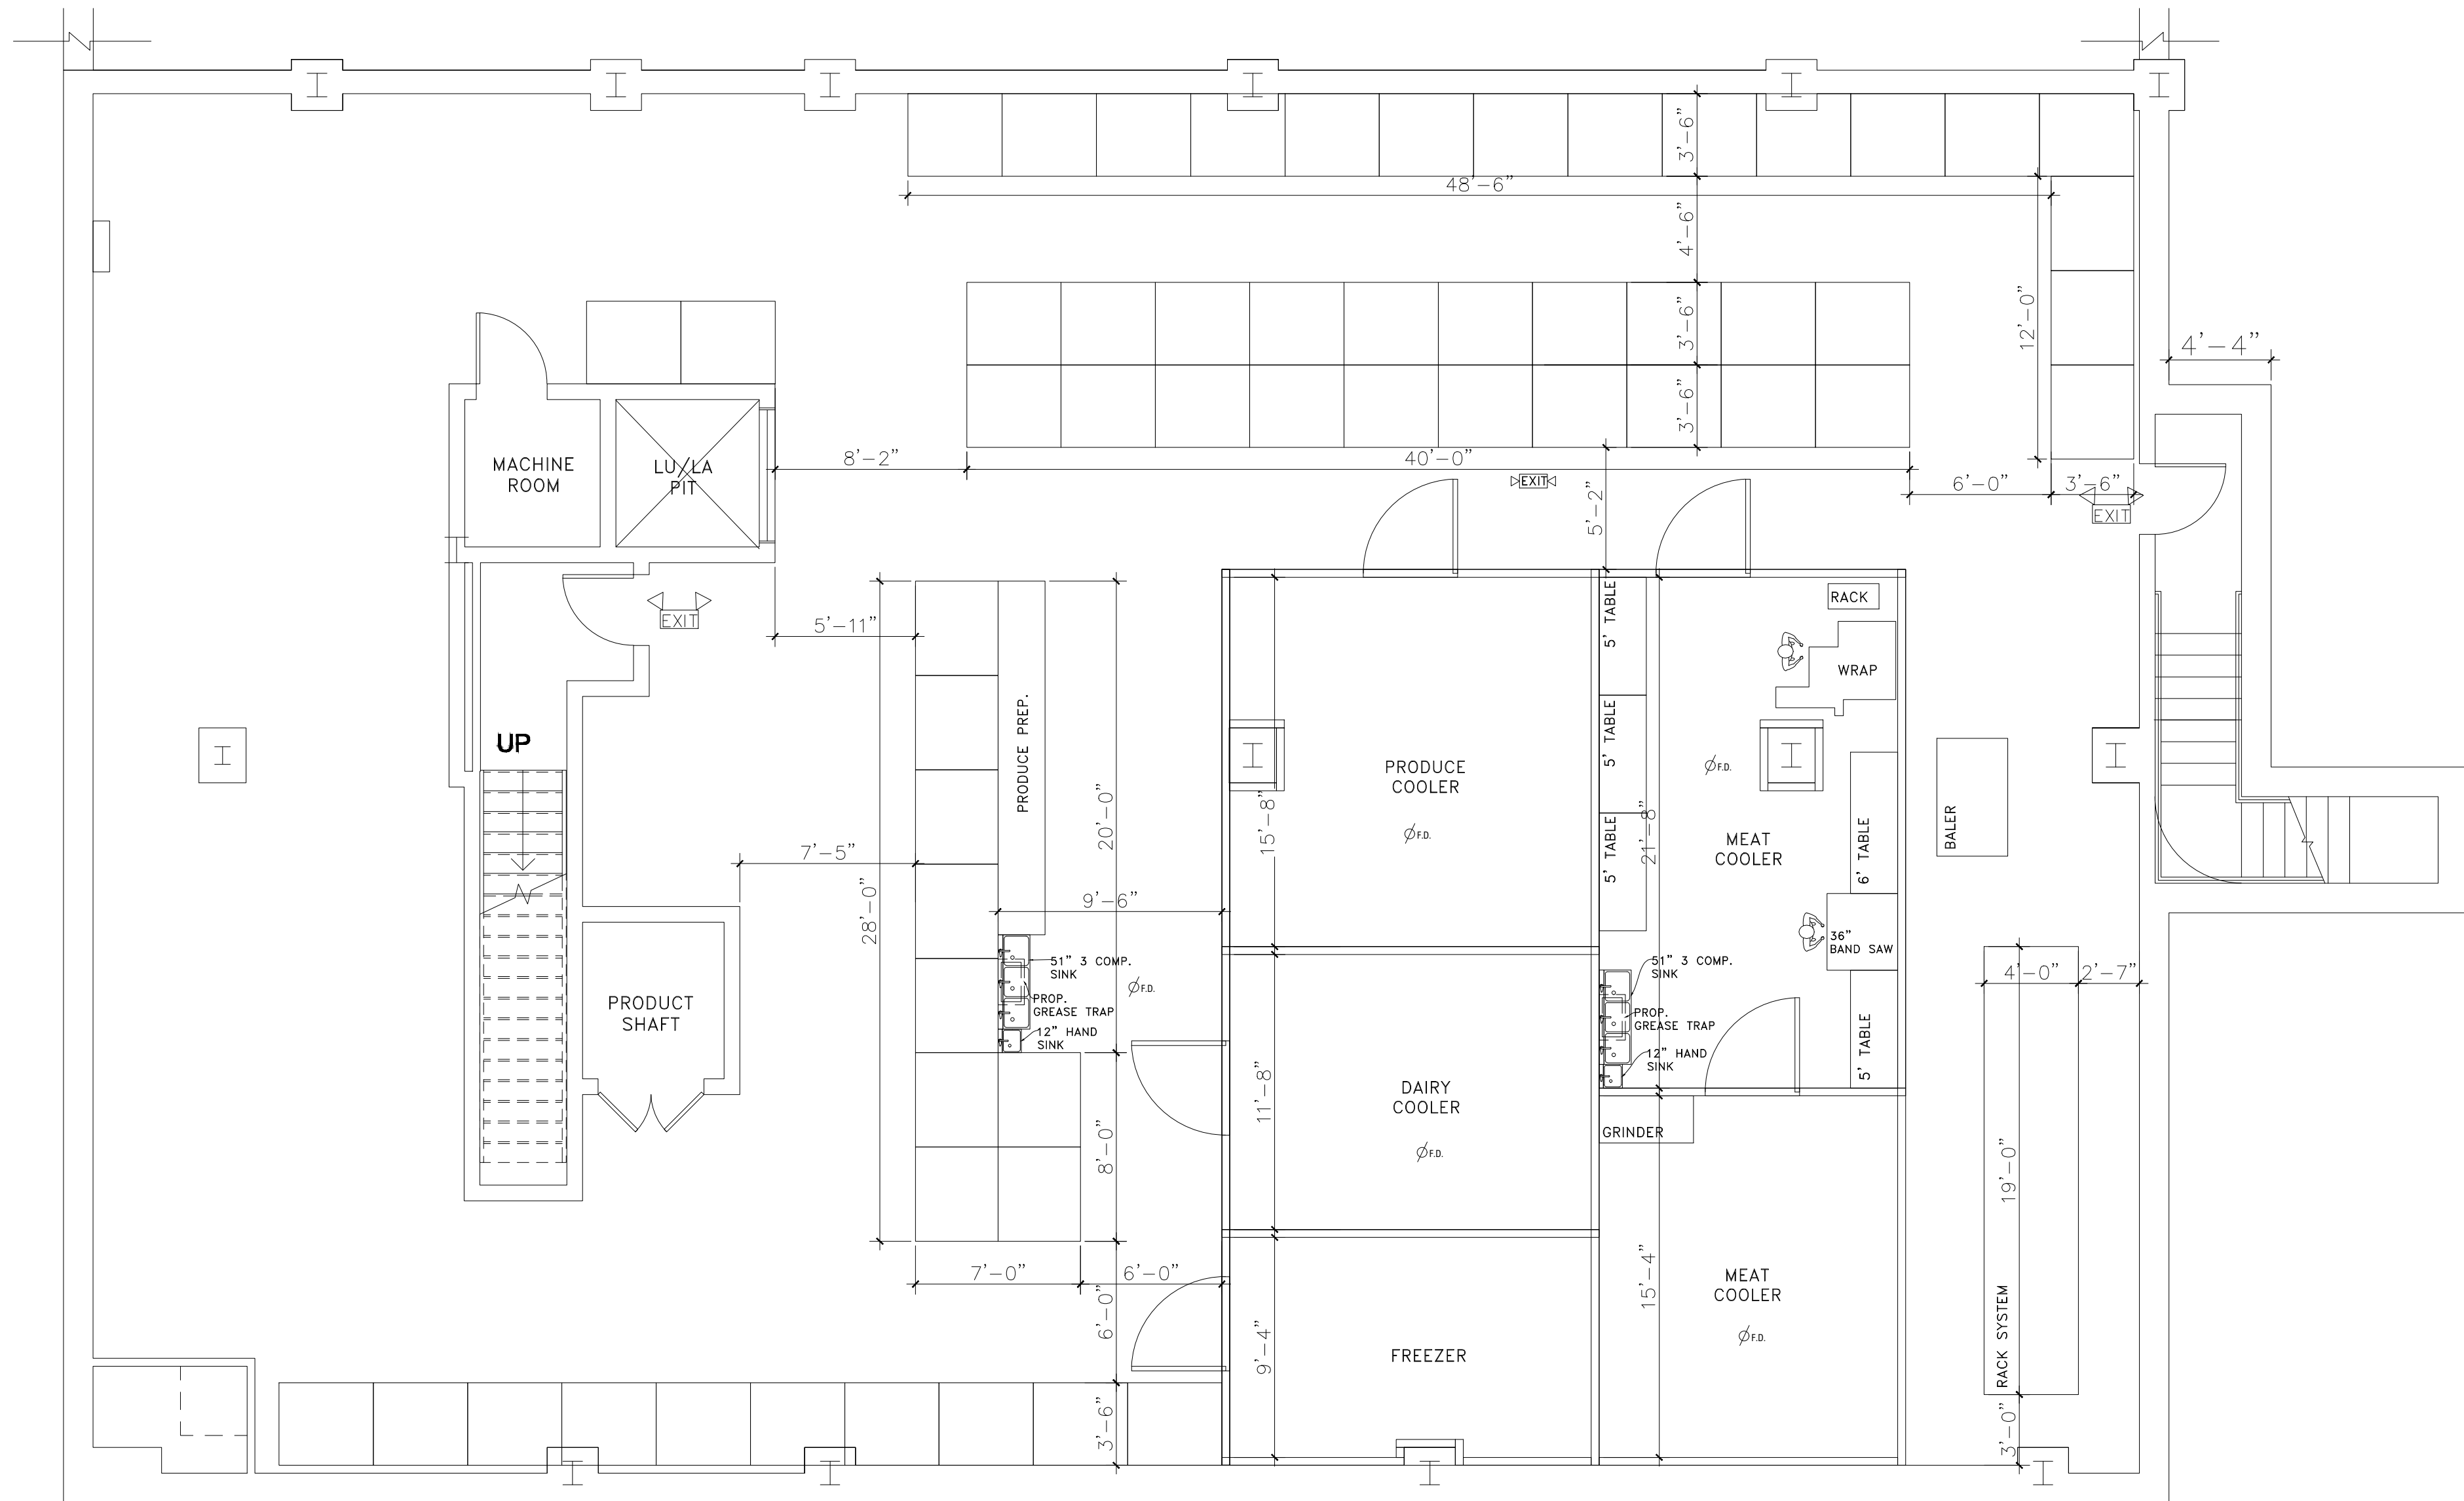 3'-6"
48'-6"
4'-6"
12'-0"
3'-6"
4'-4"
3'-6"
MACHINE
ROOM
LU/LA
PIT
8'-2"
40'-0"
EXIT
5'-2"
6'-0"
3'-6"
EXIT
EXIT
5'-11"
5' TABLE
RACK
WRAP
UP
PRODUCE PREP.
5' TABLE
F.D.
PRODUCE
COOLER
F.D.
20'-0"
15'-8"
21'-8"
5' TABLE
MEAT
COOLER
6' TABLE
BALER
7'-5"
28'-0"
9'-6"
36"
BAND SAW
51" 3 COMP.
SINK
F.D.
PROP.
GREASE TRAP
12" HAND
SINK
51" 3 COMP.
SINK
PROP.
GREASE TRAP
12" HAND
SINK
5' TABLE
4'-0"
2'-7"
PRODUCT
SHAFT
DAIRY
COOLER
11'-8"
F.D.
8'-0"
GRINDER
19'-0"
7'-0"
6'-0"
6'-0"
15'-4"
MEAT
COOLER
F.D.
9'-4"
FREEZER
RACK SYSTEM
3'-6"
3'-0"